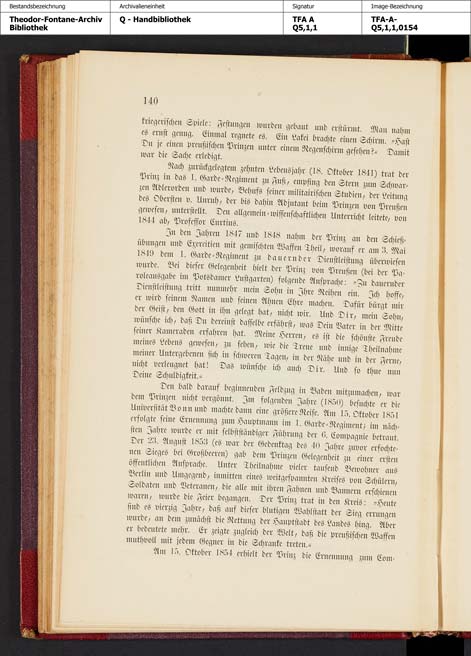 Bestandsbezeichnung
Archivalieneinheit
Signatur
Image-Bezeichnung
Theodor-Fontane-Archiv
Bibliothek
Q - Handbibliothek
TFA A
Q5,1,1
TFA-A-
Q5,1,1,0154
140
kriegerischen Spiele: Festungen wurden gebaut und erstürmt. Man nahm
es ernst genug. Einmal regnete es. Ein Lakei brachte einen Schirm. »Hast
Du je einen preußischen Prinzen unter einem Regenschirm gesehen?« Damit
war die Sache erledigt.
Nach zurückgelegtem zehnten Lebensjahr (18. Oktober 1841) trat der
Prinz in das 1. Garde-Regiment zu Fuß, empfing den Stern zum Schwar-
zen Adlerorden und wurde, Behufs seiner militairischen Studien, der Leitung
des Obersten v. Unruh, der bis dahin Adjutant beim Prinzen von Preußen
gewesen, unterstellt. Den allgemein-wissenschaftlichen Unterricht leitete, von
1844 ab, Professor Curtius.
In den Jahren 1847 und 1848 nahm der Prinz an den Schieß-
übungen und Exercitien mit gemischten Waffen Theil, worauf er am 3. Mai
1849 dem 1. Garde-Regiment zu dauernder Dienstleistung überwiesen
wurde. Bei dieser Gelegenheit hielt der Prinz von Preußen (bei der Pa-
roleausgabe im Potsdamer Lustgarten) folgende Ansprache: »Zu dauernder
Dienstleistung tritt nunmehr mein Sohn in Ihre Reihen ein. Ich hoffe,
er wird seinem Namen und seinen Ahnen Ehre machen. Dafür bürgt mir
der Geist, den Gott in ihn gelegt hat, nicht wir. Und Dir, mein Sohn,
wünsche ich, daß Du dereinst dasselbe erfährst, was Dein Vater in der Mitte
seiner Kameraden erfahren hat. Meine Herren, es ist die schönste Freude
meines Lebens gewesen, zu sehen, wie die Treue und innige Theilnahme
meiner Untergebenen sich in schweren Tagen, in der Nähe und in der Ferne,
nicht verleugnet hat! Das wünsche ich auch Dir. Und so thue nun
Deine Schuldigkeit.«
Den bald darauf beginnenden Feldzug in Baden mitzumachen, war
dem Prinzen nicht vergönnt. Im folgenden Jahre (1850) besuchte er die
Universität Bonn und machte dann eine größere Reise. Am 15. Oktober 1851
erfolgte seine Ernennung zum Hauptmann im 1. Garde-Regiment; im näch-
sten Jahre wurde er mit selbstständiger Führung der 6. Compagnie betraut.
Der 23. August 1853 (es war der Gedenktag des 40 Jahre zuvor erfochte-
nen Sieges bei Großbeeren) gab dem Prinzen Gelegenheit zu einer ersten
öffentlichen Ansprache. Unter Theilnahme vieler tausend Bewohner aus
Berlin und Umgegend, inmitten eines weitgespannten Kreises von Schülern,
Soldaten und Veteranen, die alle mit ihren Fahnen und Bannern erschienen
waren, wurde die Feier begangen. Der Prinz trat in den Kreis: »Heute
sind es vierzig Jahre, daß auf dieser blutigen Wahlstatt der Sieg errungen
wurde, an dem zunächst die Rettung der Hauptstadt des Landes hing. Aber
er bedeutete mehr. Er zeigte zugleich der Welt, daß die preußischen Waffen
muthvoll mit jedem Gegner in die Schranke treten.«
Am 15. Oktober 1854 erhielt der Prinz die Ernennung zum Com-